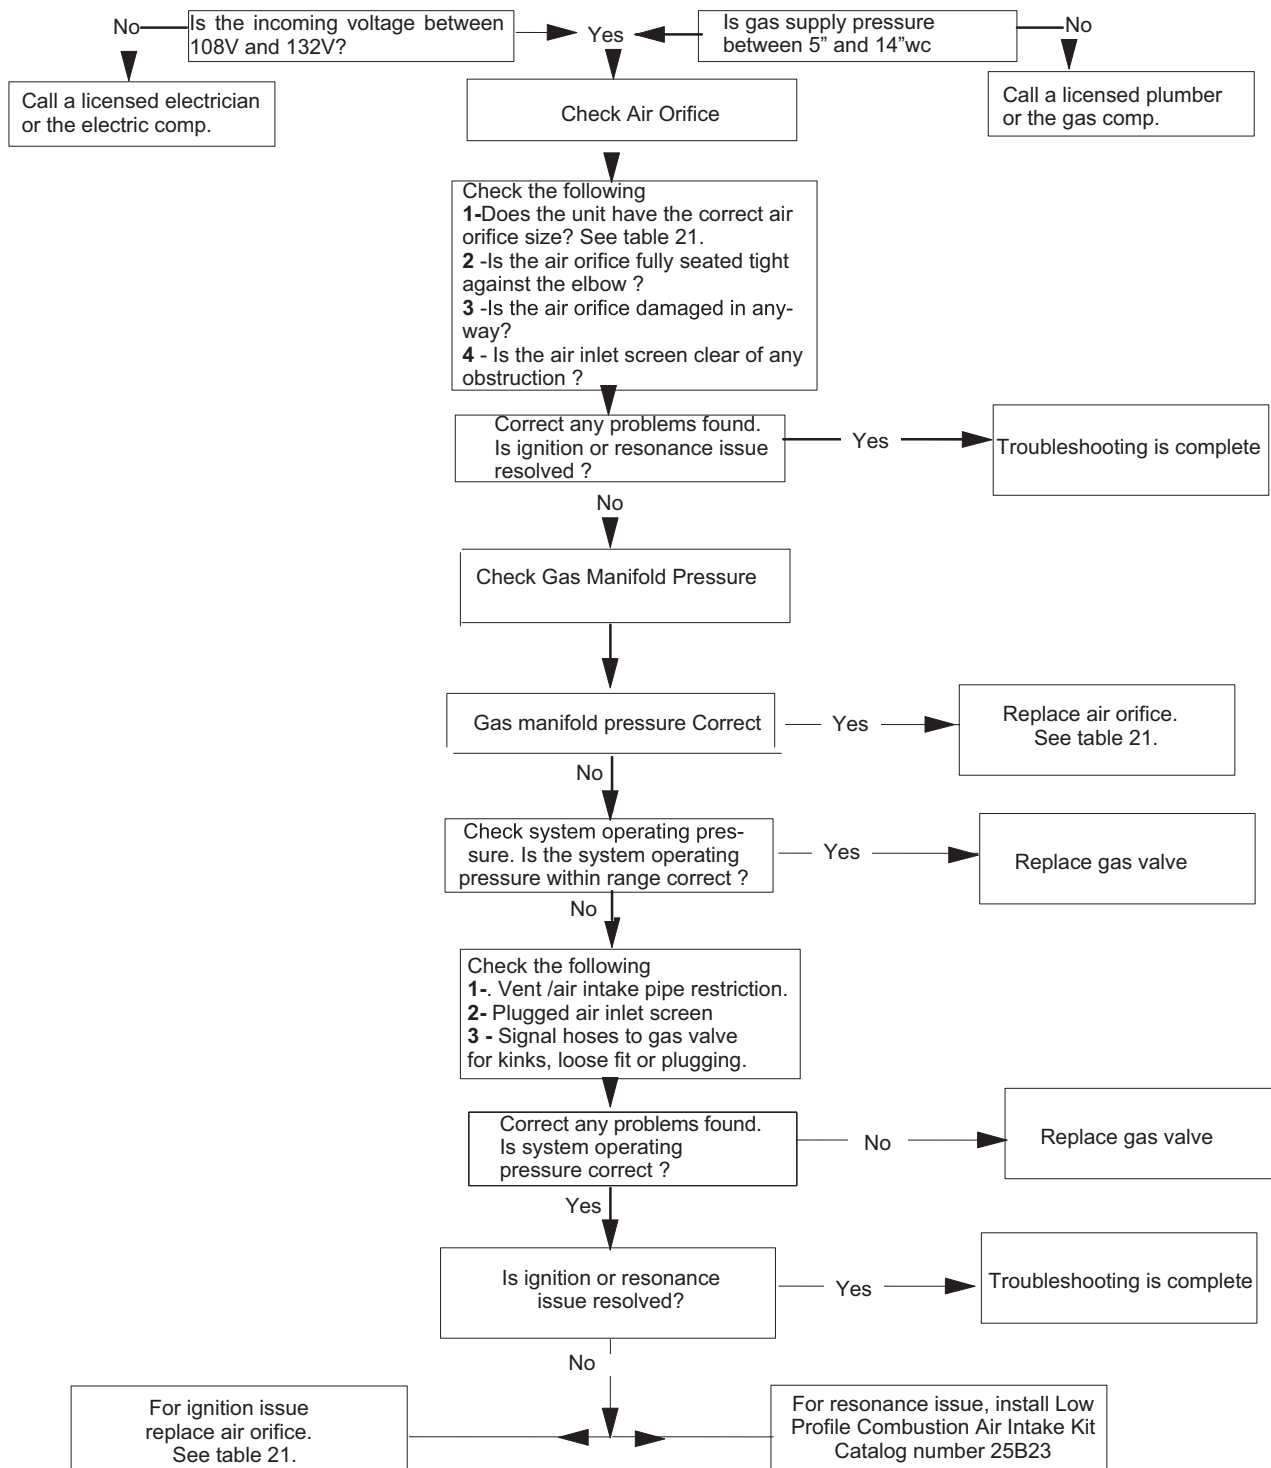 No
Is the incoming voltage between
108V and 132V?
Yes
Is gas supply pressure
between 5” and 14”wc
No
Call a licensed electrician
or the electric comp.
Check Air Orifice
Call a licensed plumber
or the gas comp.
Check the following
1-Does the unit have the correct air
orifice size? See table 21.
2 -Is the air orifice fully seated tight
against the elbow ?
3 -Is the air orifice damaged in any-
way?
4 - Is the air inlet screen clear of any
obstruction ?
Correct any problems found.
Is ignition or resonance issue
resolved ?
Yes
Troubleshooting is complete
No
Check Gas Manifold Pressure
Gas manifold pressure Correct
Yes
Replace air orifice.
See table 21.
No
Check system operating pres-
sure. Is the system operating
pressure within range correct ?
Yes
Replace gas valve
No
Check the following
1-. Vent /air intake pipe restriction.
2- Plugged air inlet screen
3 - Signal hoses to gas valve
for kinks, loose fit or plugging.
Correct any problems found.
Is system operating
pressure correct ?
No
Replace gas valve
Yes
Is ignition or resonance
issue resolved?
Yes
Troubleshooting is complete
No
For ignition issue
replace air orifice.
See table 21.
For resonance issue, install Low
Profile Combustion Air Intake Kit
Catalog number 25B23